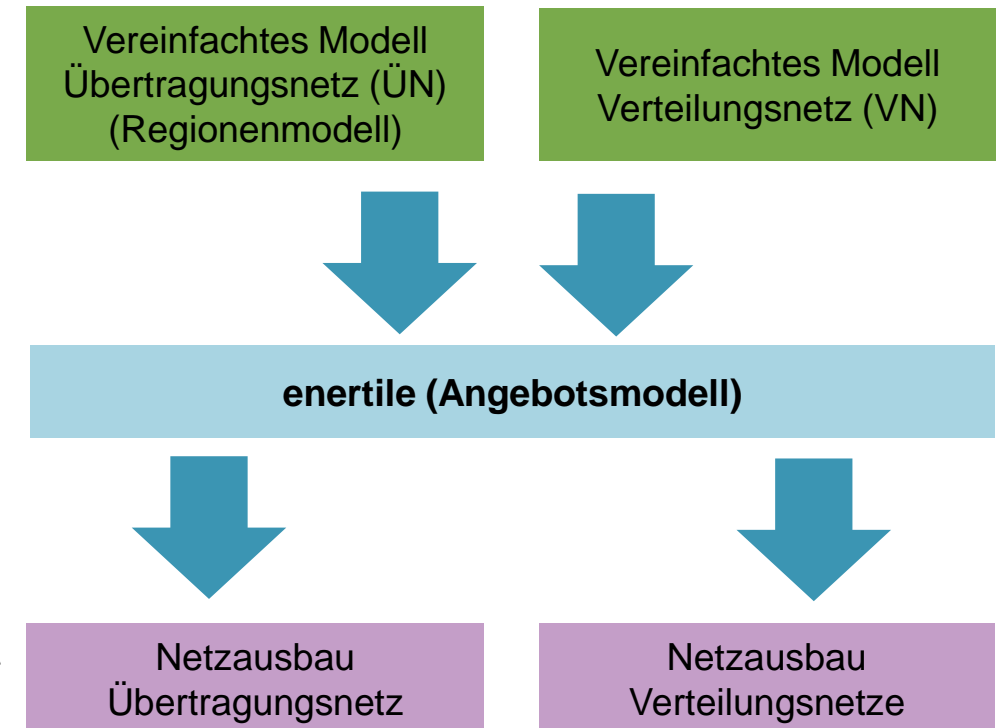 Vereinfachtes Modell
Übertragungsnetz (ÜN)
(Regionenmodell)
Vereinfachtes Modell
Verteilungsnetz (VN)
enertile (Angebotsmodell)
Netzausbau
Übertragungsnetz
Netzausbau
Verteilungsnetze